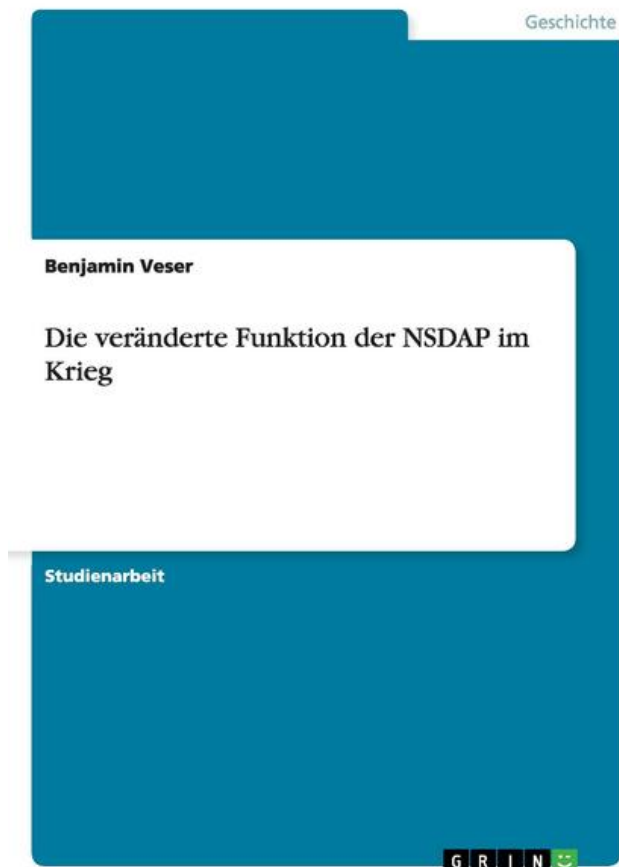 Geschichte
Benjamin Veser
Die veränderte Funktion der NSDAP im
Krieg
Studienarbeit
GRIN